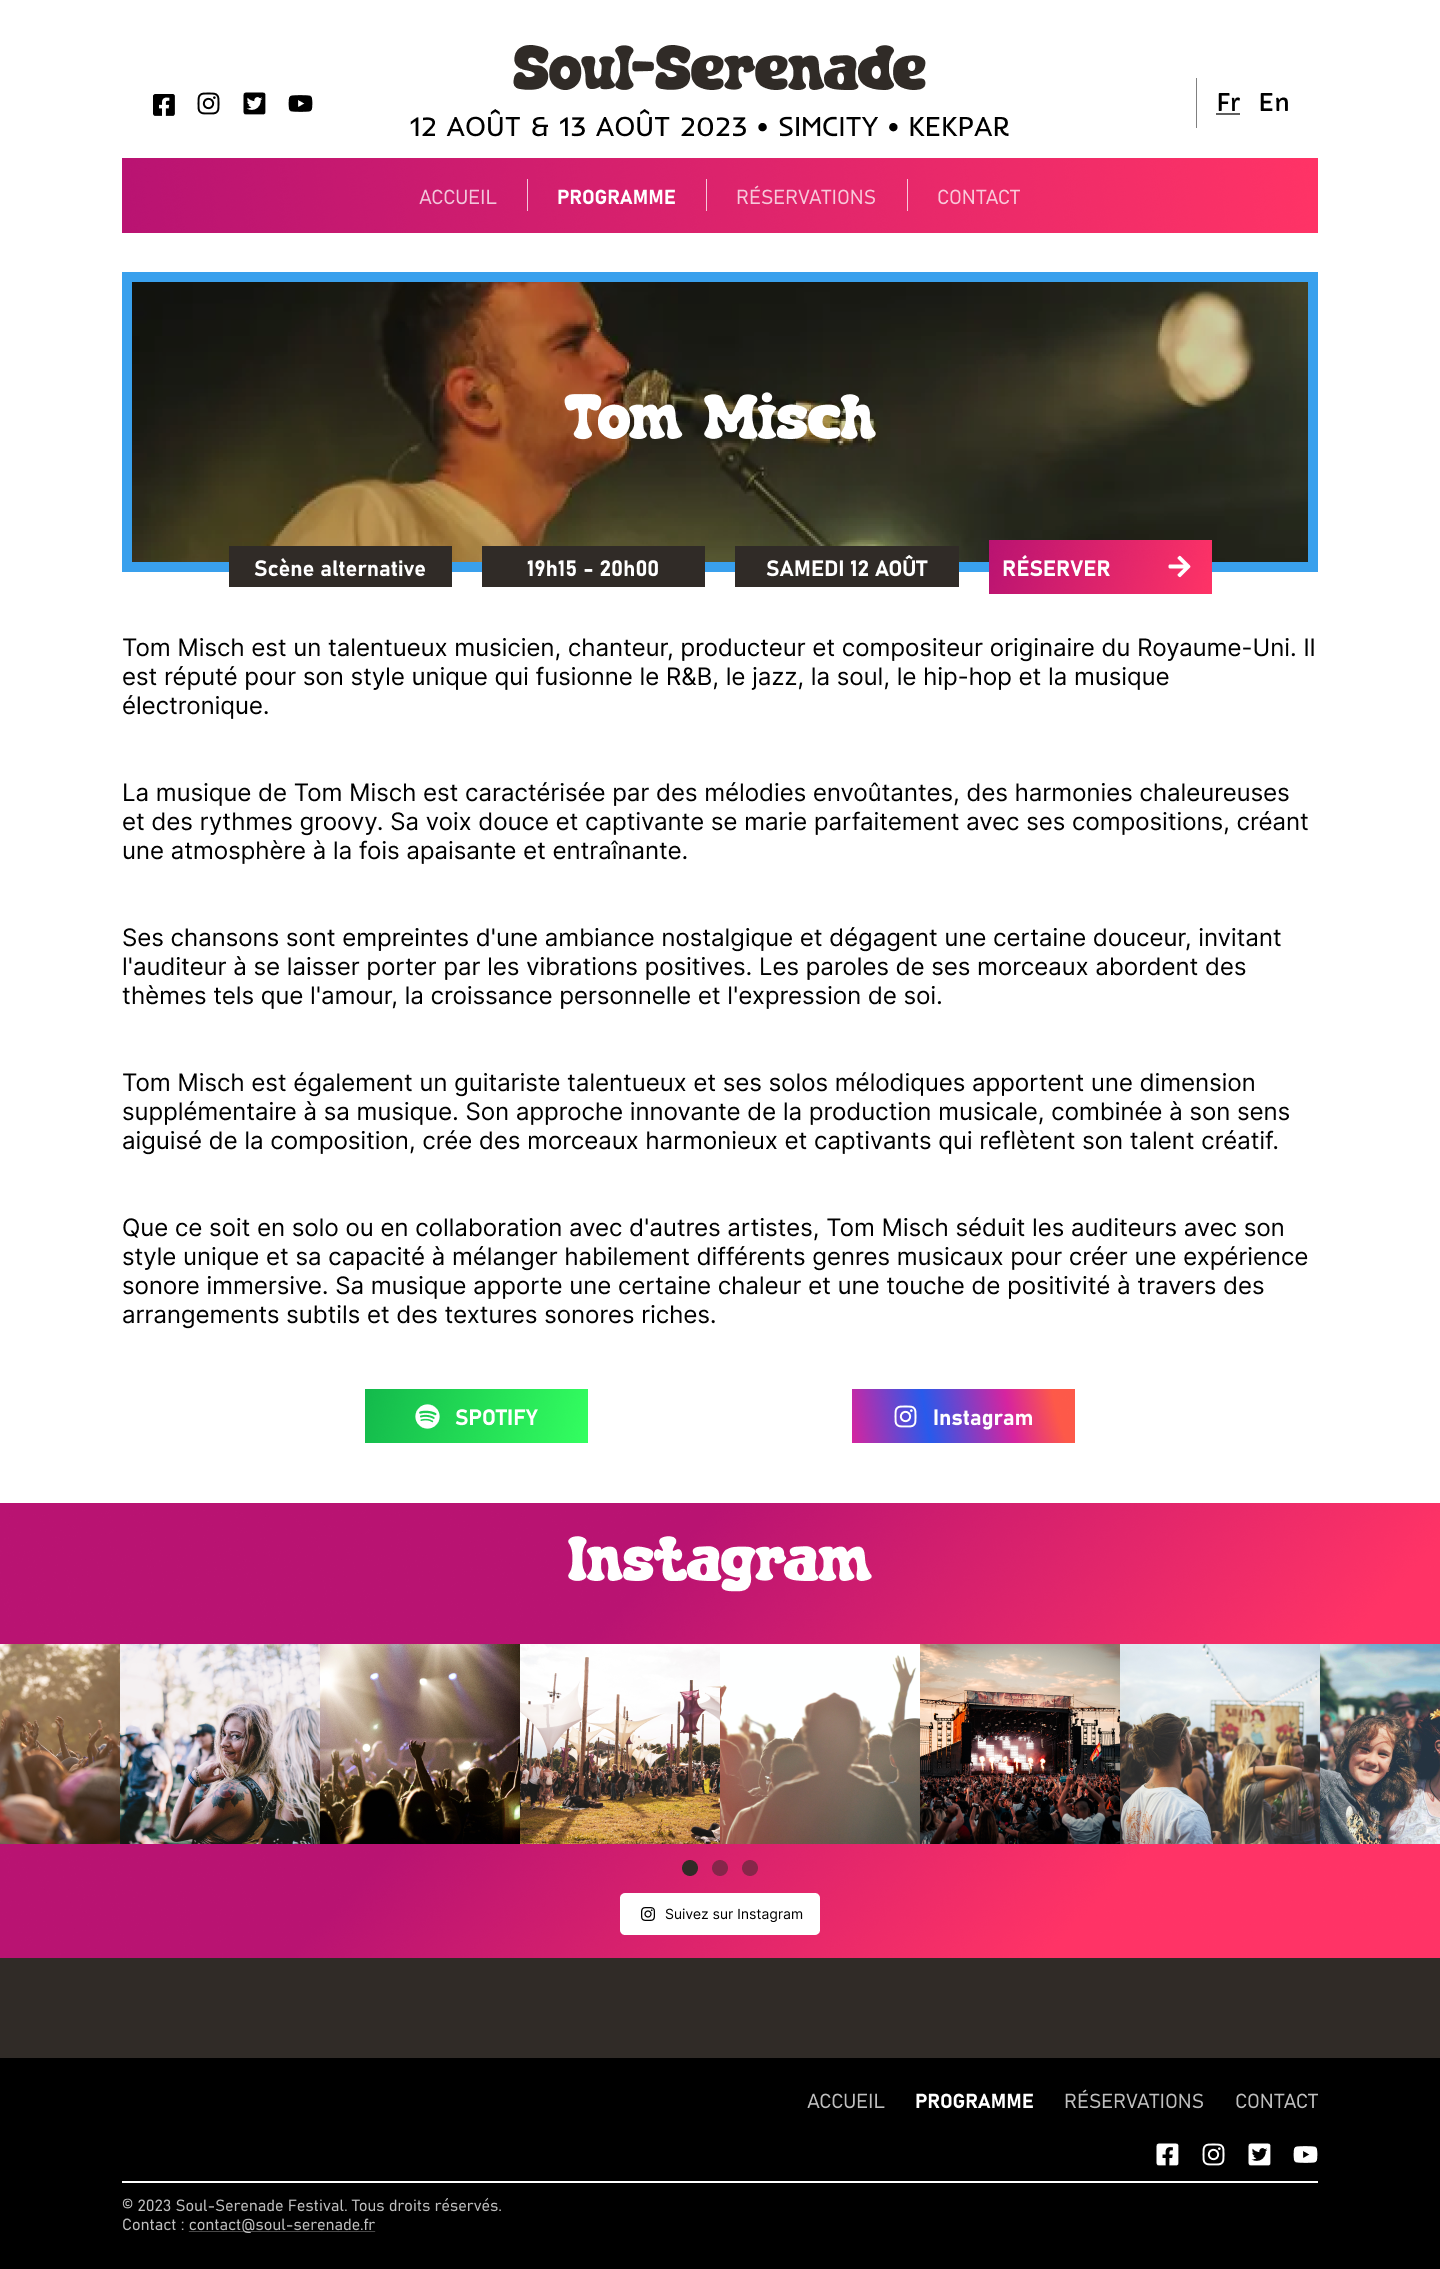 Soul-Serenade
12 AOÛT & 13 AOÛT 2023 • SIMCITY • KEKPAR
Fr En
ACCUEIL PROGRAMME RÉSERVATIONS CONTACT
Tom Misch
Scène alternative
19h15 - 20h00
SAMEDI 12 AOÛT
RÉSERVER
Tom Misch est un talentueux musicien, chanteur, producteur et compositeur originaire du Royaume-Uni. Il
est réputé pour son style unique qui fusionne le R&B, le jazz, la soul, le hip-hop et la musique
électronique.
La musique de Tom Misch est caractérisée par des mélodies envoûtantes, des harmonies chaleureuses
et des rythmes groovy. Sa voix douce et captivante se marie parfaitement avec ses compositions, créant
une atmosphère à la fois apaisante et entraînante.
Ses chansons sont empreintes d'une ambiance nostalgique et dégagent une certaine douceur, invitant
l'auditeur à se laisser porter par les vibrations positives. Les paroles de ses morceaux abordent des
thèmes tels que l'amour, la croissance personnelle et l'expression de soi.
Tom Misch est également un guitariste talentueux et ses solos mélodiques apportent une dimension
supplémentaire à sa musique. Son approche innovante de la production musicale, combinée à son sens
aiguisé de la composition, crée des morceaux harmonieux et captivants qui reflètent son talent créatif.
Que ce soit en solo ou en collaboration avec d'autres artistes, Tom Misch séduit les auditeurs avec son
style unique et sa capacité à mélanger habilement différents genres musicaux pour créer une expérience
sonore immersive. Sa musique apporte une certaine chaleur et une touche de positivité à travers des
arrangements subtils et des textures sonores riches.
SPOTIFY
Instagram
Instagram
Suivez sur Instagram
ACCUEIL PROGRAMME RÉSERVATIONS CONTACT
© 2023 Soul-Serenade Festival. Tous droits réservés.
Contact : contact@soul-serenade.fr